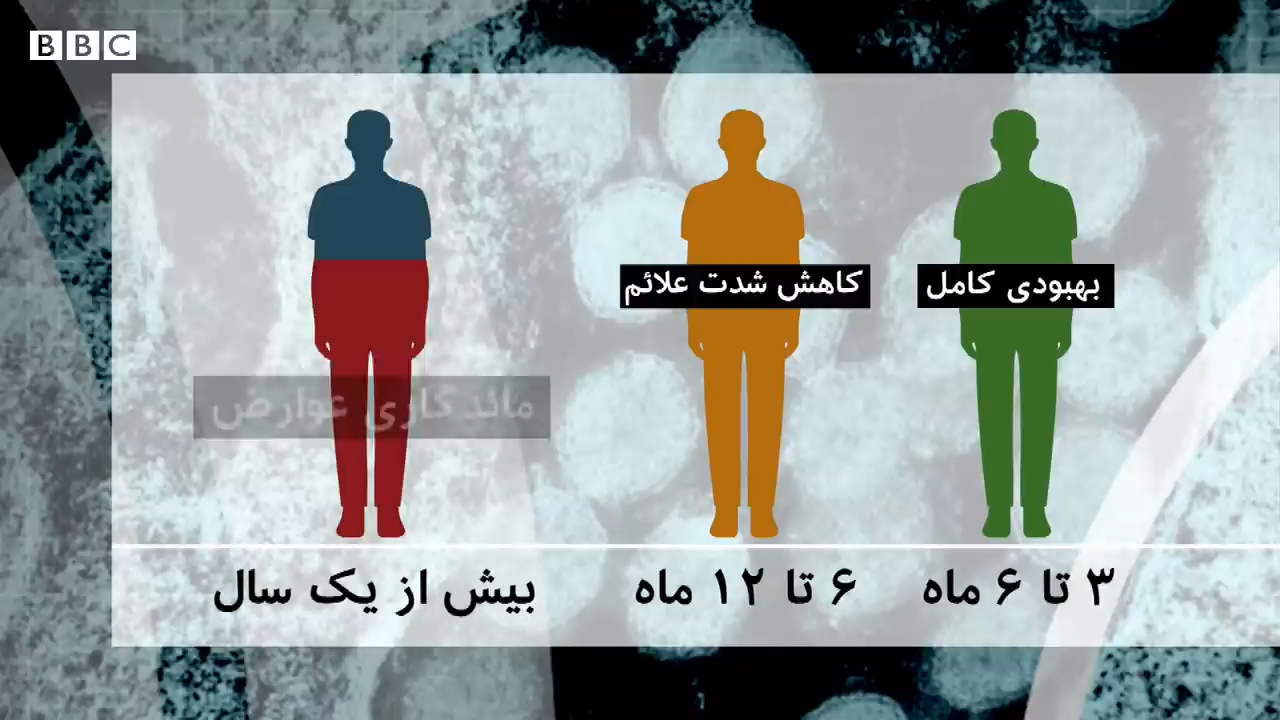 BBC
بهبودی کامل
کاهش شدت علائم
ماندگاری عوارض
۳ تا ۶ ماه
۶ تا ۱۲ ماه
بیش از یک سال